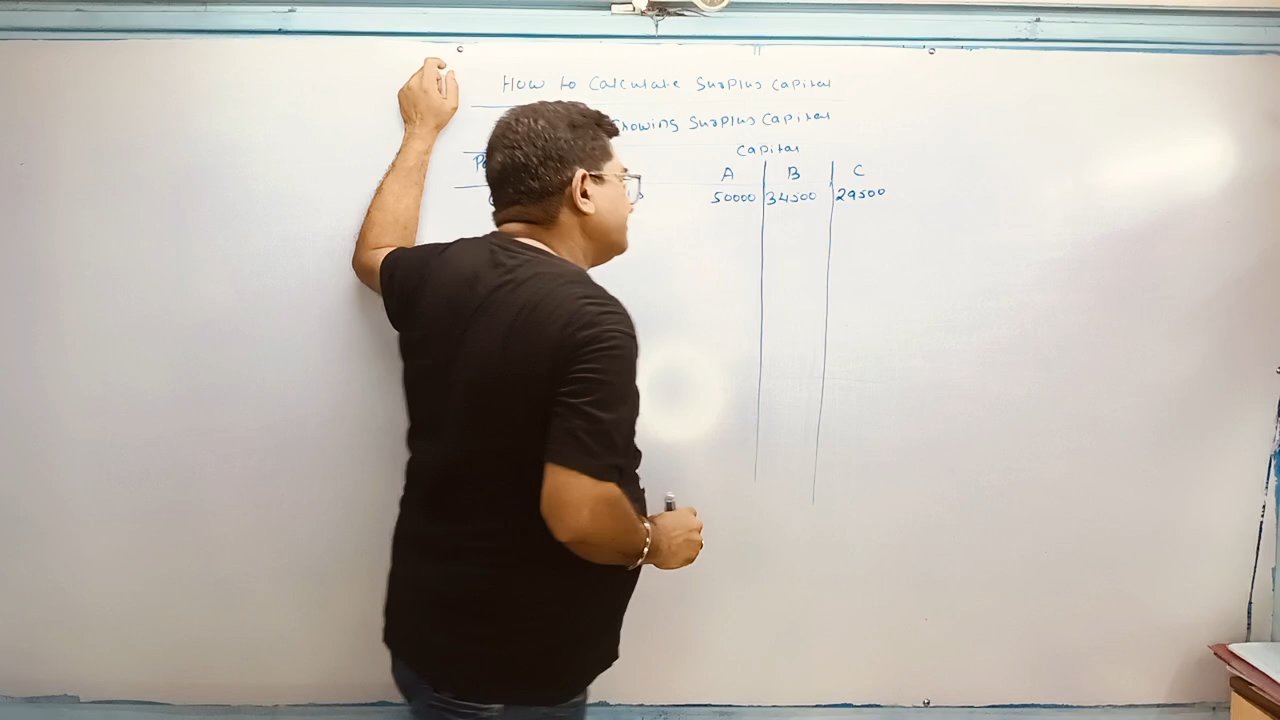 How to Calculate Surplus Capital
Showing Surplus Capital
Capital
A B C
50000 34500 29500